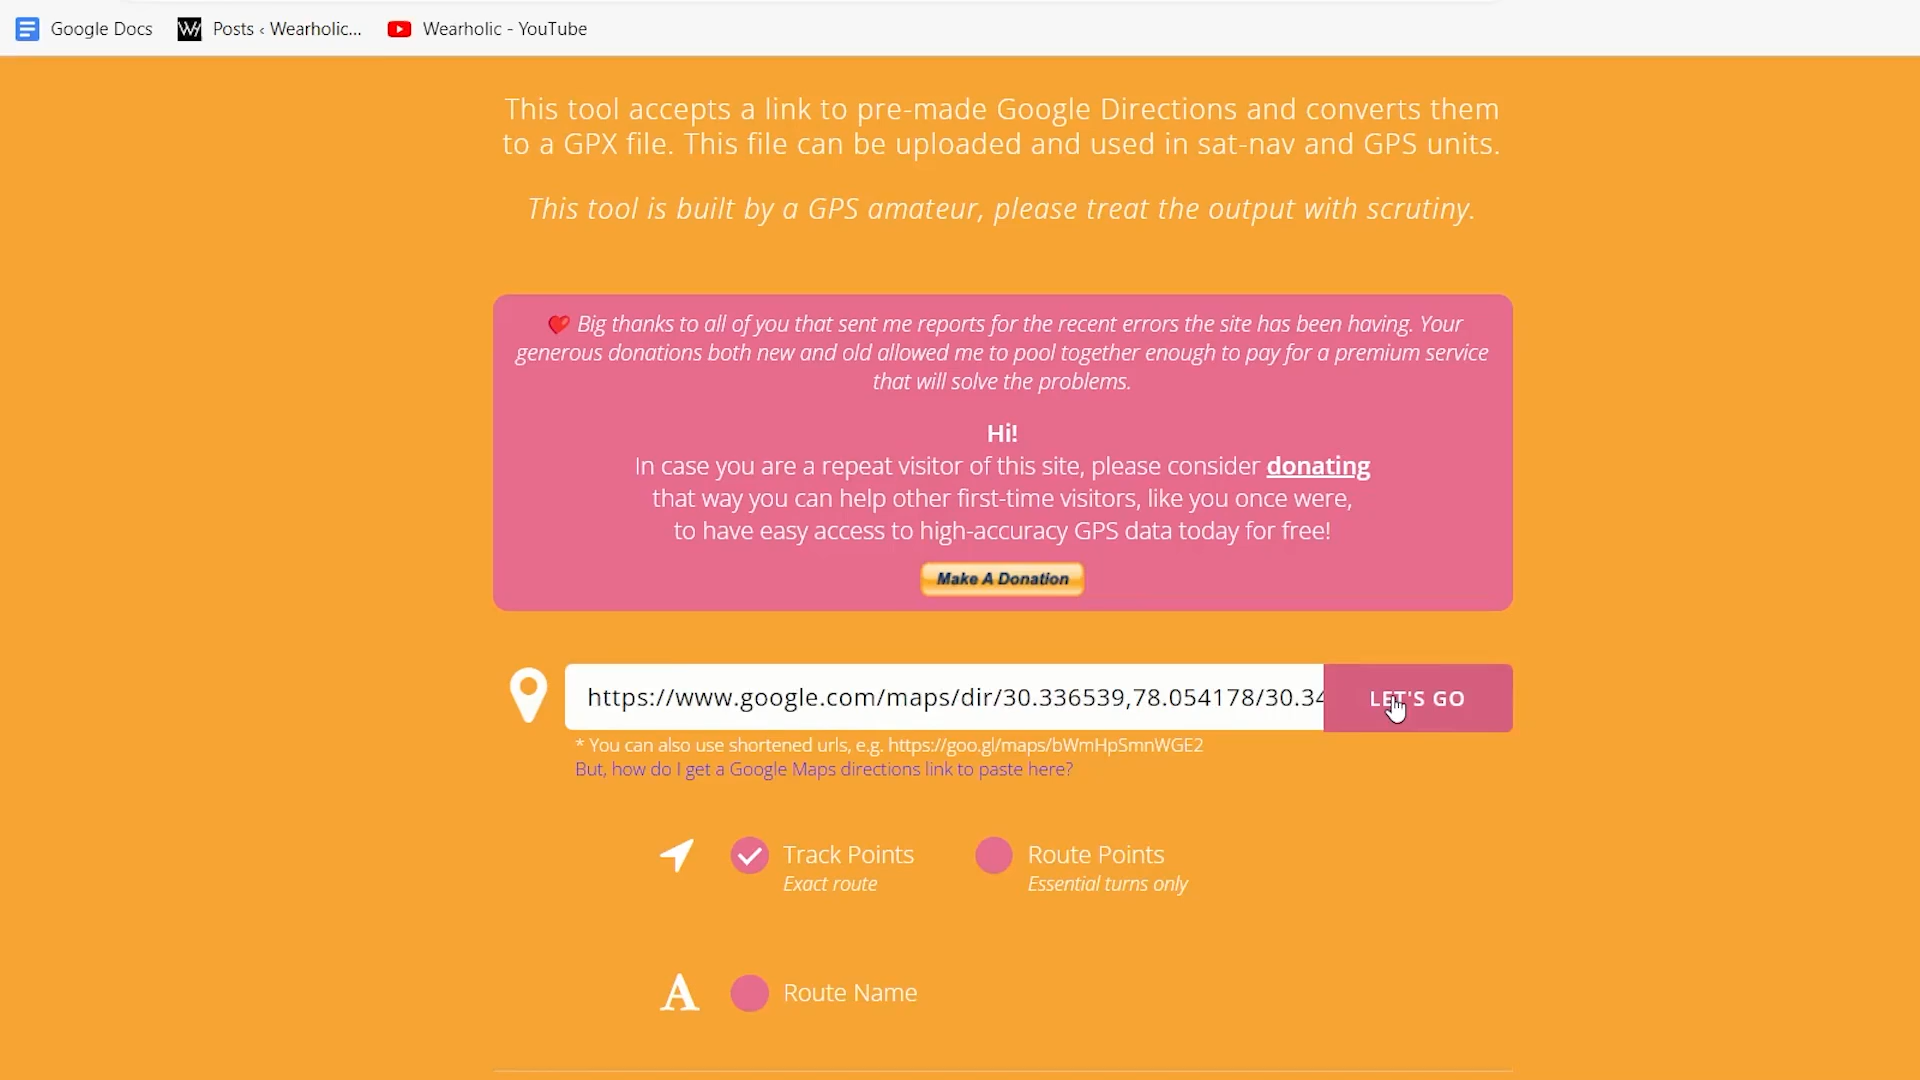 Google Docs
Posts ‹ Wearholic...
Wearholic - YouTube
This tool accepts a link to pre-made Google Directions and converts them
to a GPX file. This file can be uploaded and used in sat-nav and GPS units.
This tool is built by a GPS amateur, please treat the output with scrutiny.
Big thanks to all of you that sent me reports for the recent errors the site has been having. Your
generous donations both new and old allowed me to pool together enough to pay for a premium service
that will solve the problems.
Hi!
In case you are a repeat visitor of this site, please consider donating
that way you can help other first-time visitors, like you once were,
to have easy access to high-accuracy GPS data today for free!
Make A Donation
https://www.google.com/maps/dir/30.336539,78.054178/30.34
LET'S GO
* You can also use shortened urls, e.g. https://goo.gl/maps/bWmHpSmnWGE2
But, how do I get a Google Maps directions link to paste here?
Track Points
Route Points
Exact route
Essential turns only
A
Route Name